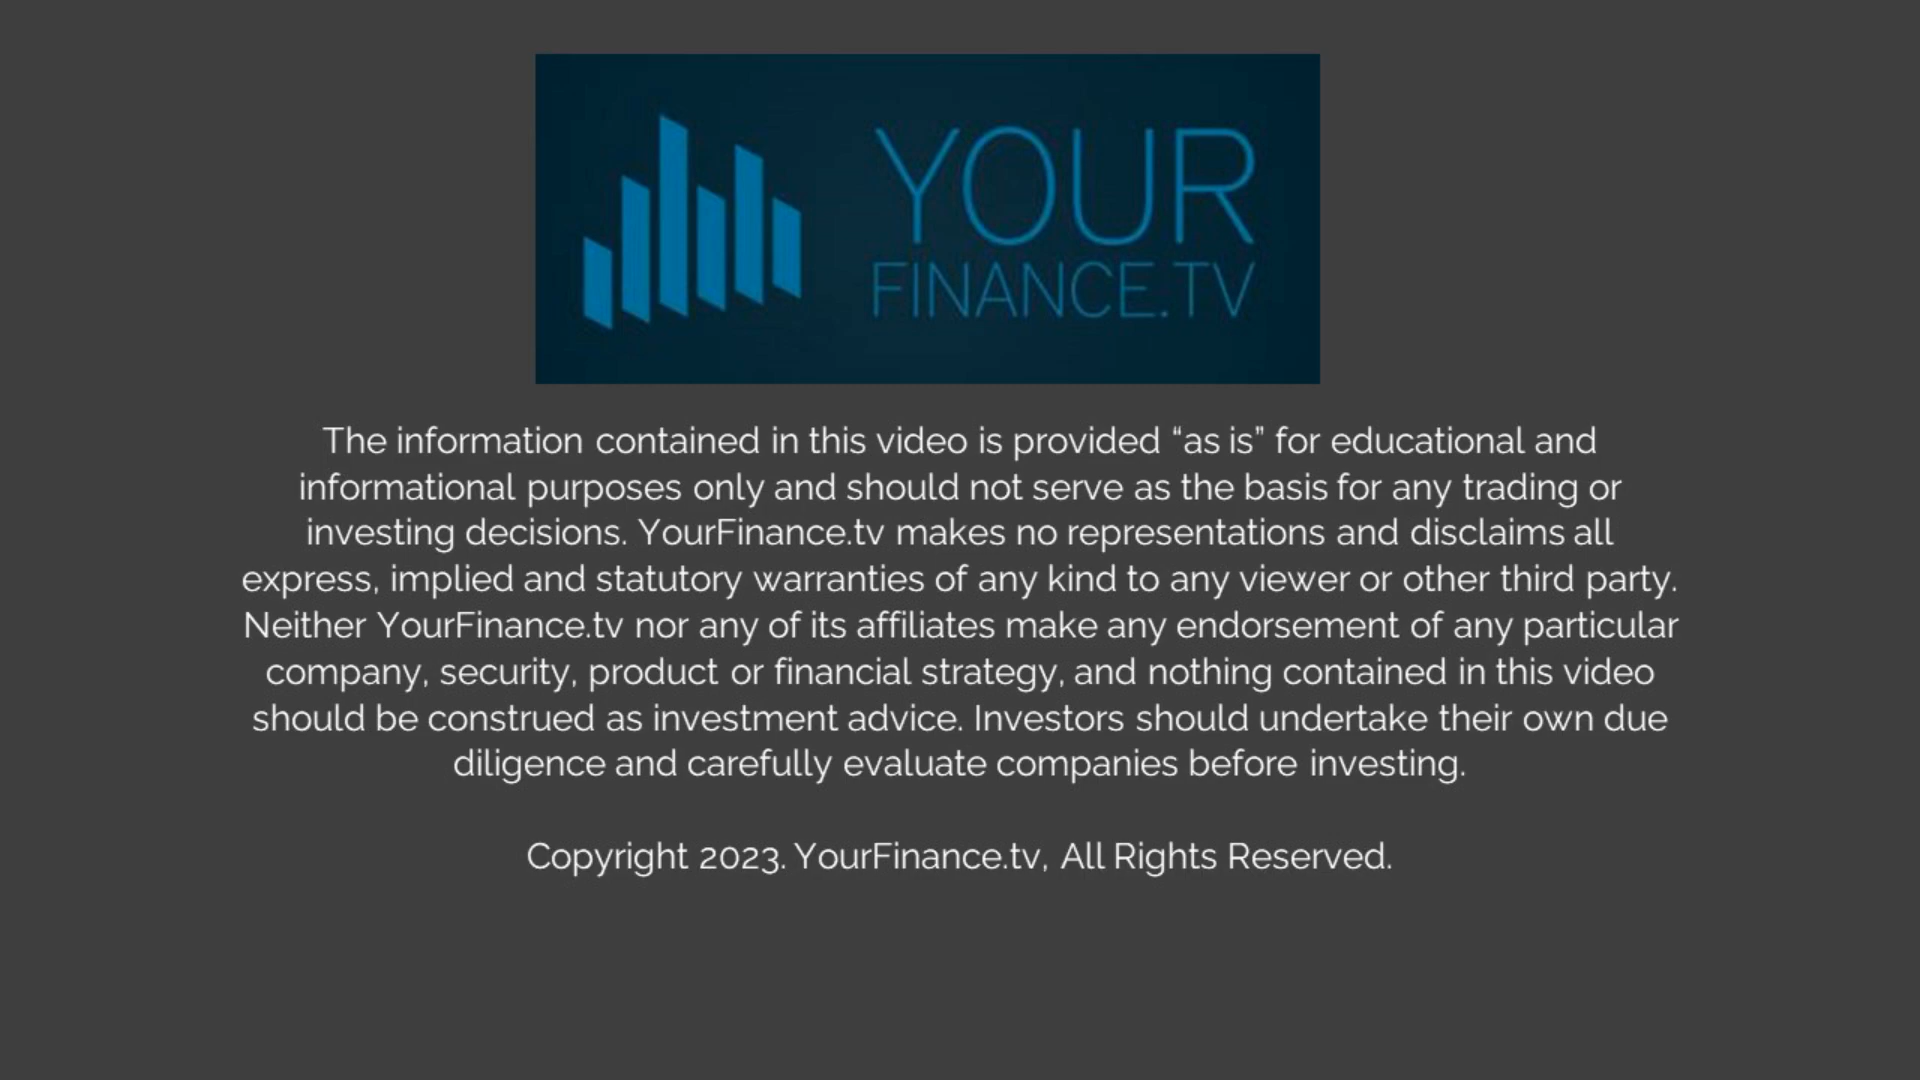 YOUR
FINANCE.TV
The information contained in this video is provided “as is” for educational and
informational purposes only and should not serve as the basis for any trading or
investing decisions. YourFinance.tv makes no representations and disclaims all
express, implied and statutory warranties of any kind to any viewer or other third party.
Neither YourFinance.tv nor any of its affiliates make any endorsement of any particular
company, security, product or financial strategy, and nothing contained in this video
should be construed as investment advice. Investors should undertake their own due
diligence and carefully evaluate companies before investing.
Copyright 2023. YourFinance.tv, All Rights Reserved.